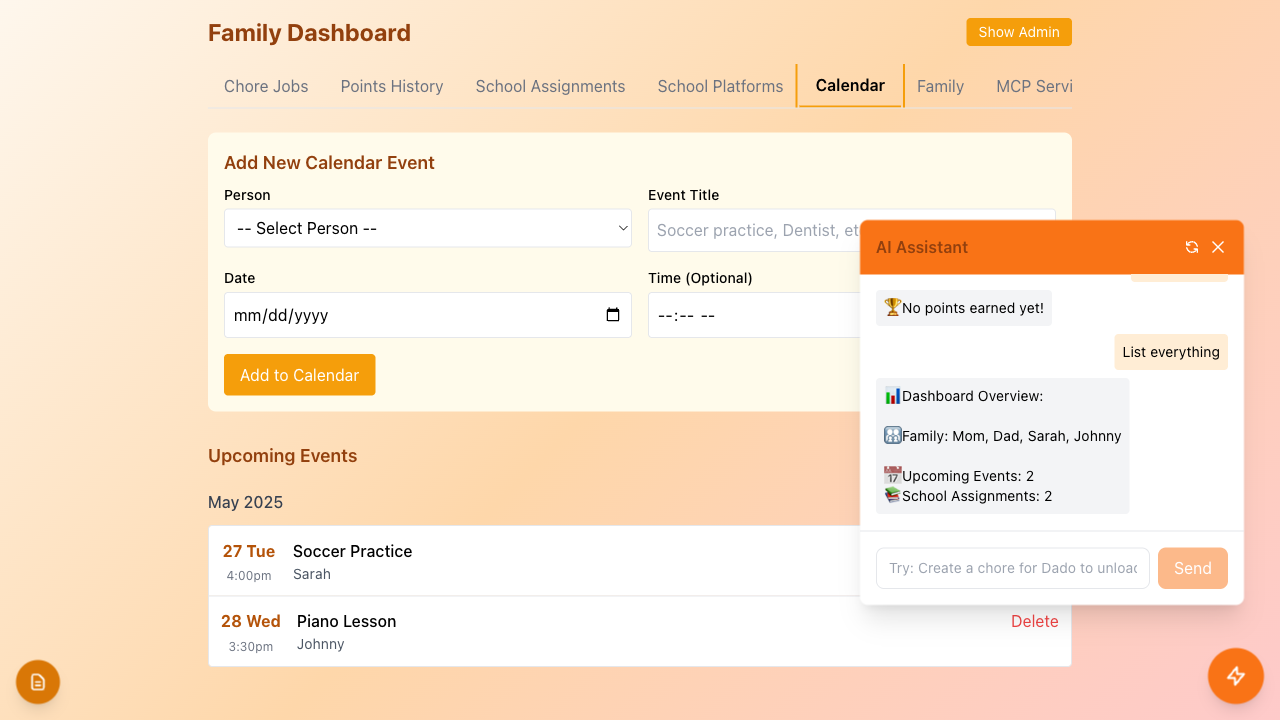 Family Dashboard
Show Admin
Chore Jobs
Points History
School Assignments
School Platforms
Calendar
Family
MCP Servi
Add New Calendar Event
Person
Event Title
-- Select Person --
Soccer practice, Dentist, et
Date
Time (Optional)
mm/dd/yyyy
--:-- --
Add to Calendar
Upcoming Events
May 2025
27 Tue
Soccer Practice
4:00pm
Sarah
28 Wed
Piano Lesson
Delete
3:30pm
Johnny
AI Assistant
🏆No points earned yet!
List everything
📊Dashboard Overview:
👪Family: Mom, Dad, Sarah, Johnny
📅Upcoming Events: 2
📚School Assignments: 2
Try: Create a chore for Dado to unload
Send